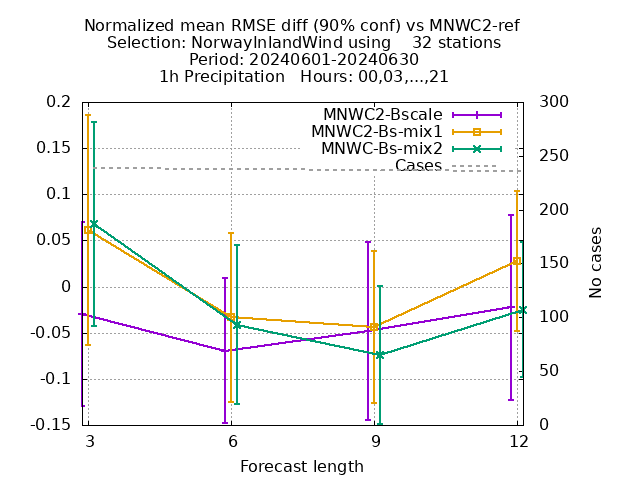 Normalized mean RMSE diff (90% conf) vs MNWC2-ref
Selection: NorwayInlandWind using    32 stations
Period: 20240601-20240630
1h Precipitation   Hours: 00,03,...,21
MNWC2-Bscale
MNWC2-Bs-mix1
MNWC-Bs-mix2
Cases
0.2
0.15
0.1
0.05
0
-0.05
-0.1
-0.15
300
250
200
150
100
50
0
No cases
3
6
9
12
Forecast length